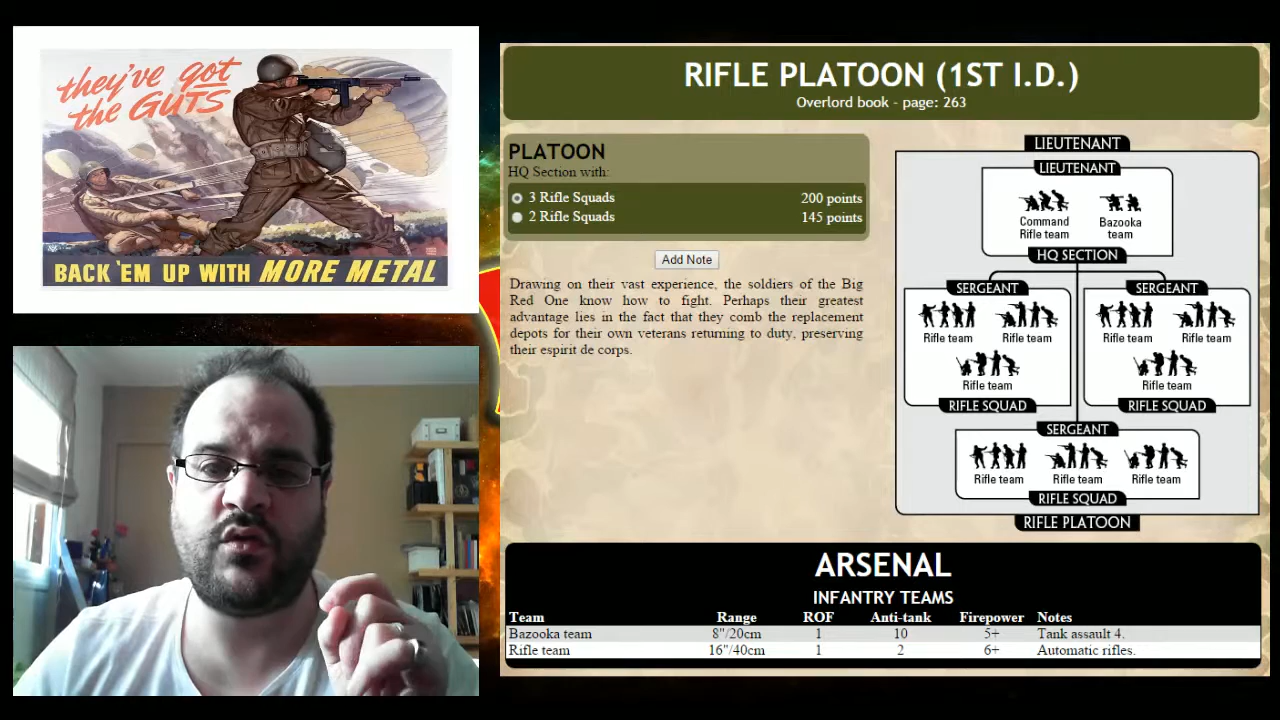 they've got
the GUTS
BACK 'EM UP WITH MORE METAL
RIFLE PLATOON (1ST I.D.)
Overlord book - page: 263
PLATOON
HQ Section with:
3 Rifle Squads 200 points
2 Rifle Squads 145 points
Add Note
Drawing on their vast experience, the soldiers of the Big
Red One know how to fight. Perhaps their greatest
advantage lies in the fact that they comb the replacement
depots for their own veterans returning to duty, preserving
their espirit de corps.
LIEUTENANT
LIEUTENANT
Command
Rifle team
Bazooka
team
HQ SECTION
SERGEANT
Rifle team
Rifle team
Rifle team
RIFLE SQUAD
SERGEANT
Rifle team
Rifle team
Rifle team
RIFLE SQUAD
SERGEANT
Rifle team
Rifle team
Rifle team
RIFLE SQUAD
RIFLE PLATOON
ARSENAL
INFANTRY TEAMS
Team Range ROF Anti-tank Firepower Notes
Bazooka team 8"/20cm 1 10 5+ Tank assault 4.
Rifle team 16"/40cm 1 2 6+ Automatic rifles.